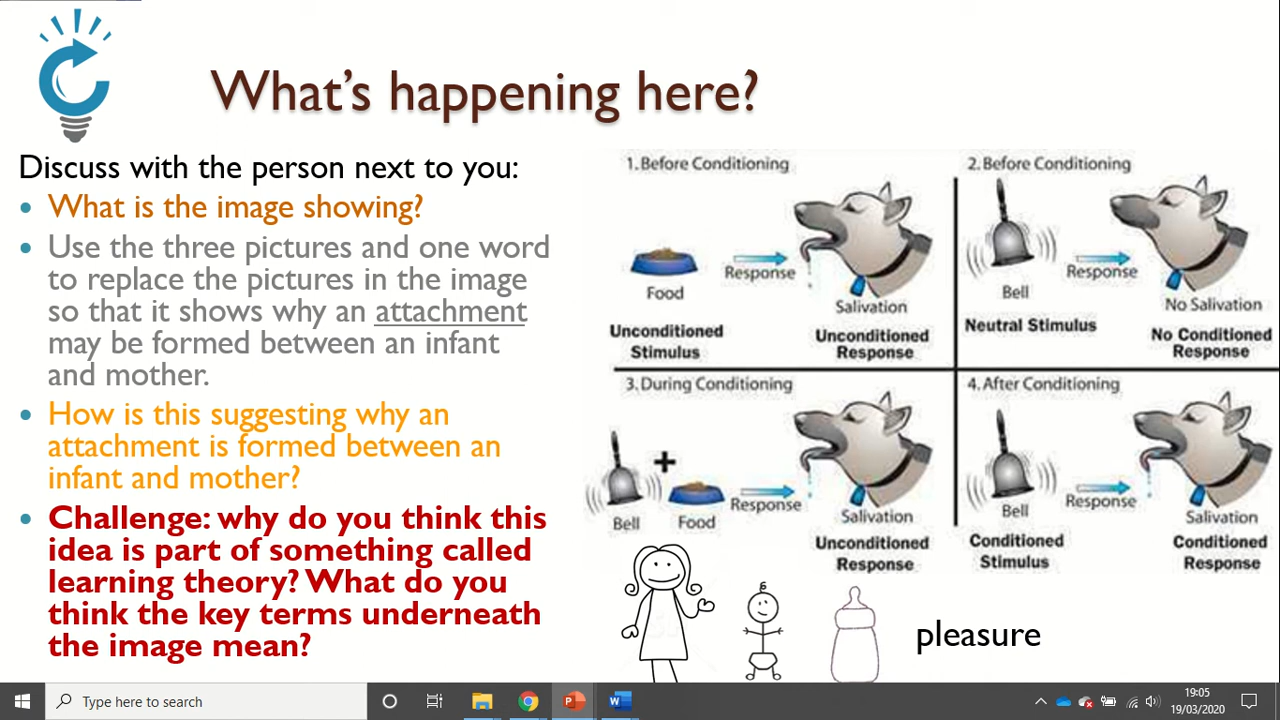 What's happening here?
Discuss with the person next to you:
• What is the image showing?
• Use the three pictures and one word
to replace the pictures in the image
so that it shows why an attachment
may be formed between an infant
and mother.
• How is this suggesting why an
attachment is formed between an
infant and mother?
• Challenge: why do you think this
idea is part of something called
learning theory? What do you
think the key terms underneath
the image mean?
1. Before Conditioning
Food
Response
Salivation
Unconditioned
Stimulus
Unconditioned
Response
2. Before Conditioning
Bell
Response
No Salivation
Neutral Stimulus
No Conditioned
Response
3. During Conditioning
+
Bell
Food
Response
Salivation
Unconditioned
Response
4. After Conditioning
Bell
Response
Salivation
Conditioned
Stimulus
Conditioned
Response
pleasure
Type here to search
19:05
19/03/2020